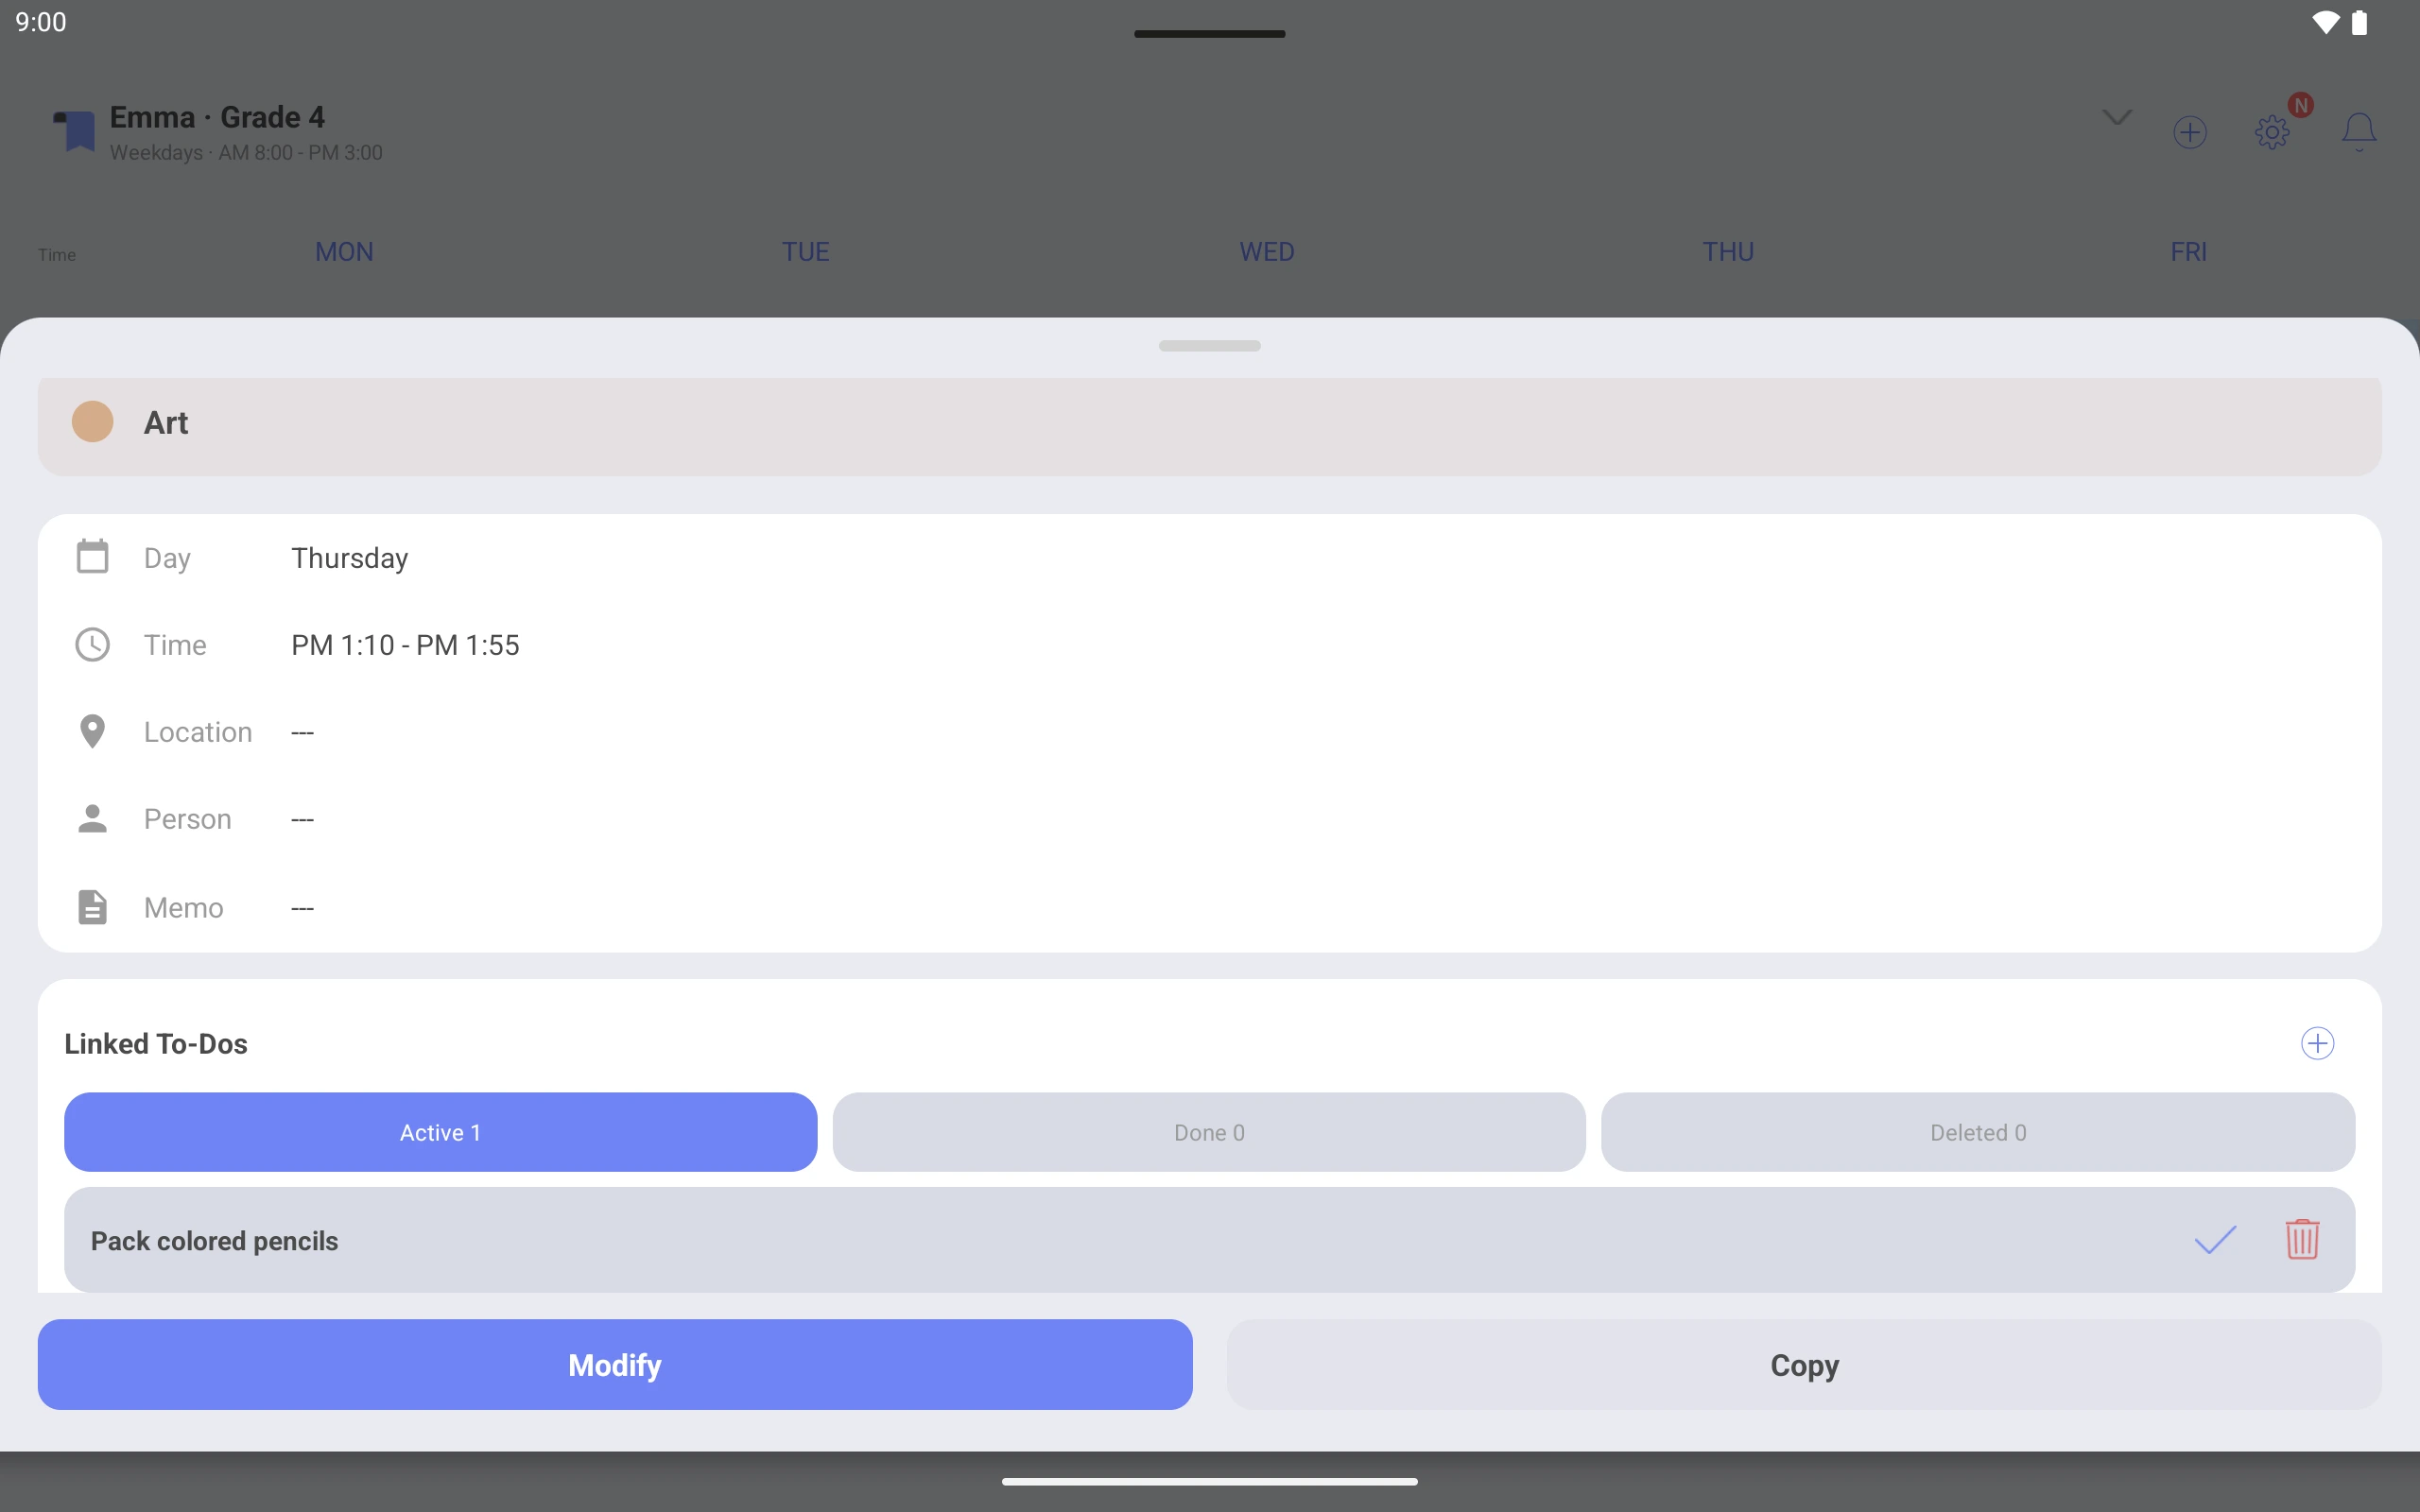 9:00
Emma · Grade 4
N
Weekdays · AM 8:00 - PM 3:00
Time MON TUE WED THU FRI
Art
Day Thursday
Time PM 1:10 - PM 1:55
Location ---
Person ---
Memo ---
Linked To-Dos
Active 1 Done 0 Deleted 0
Pack colored pencils
Modify Copy